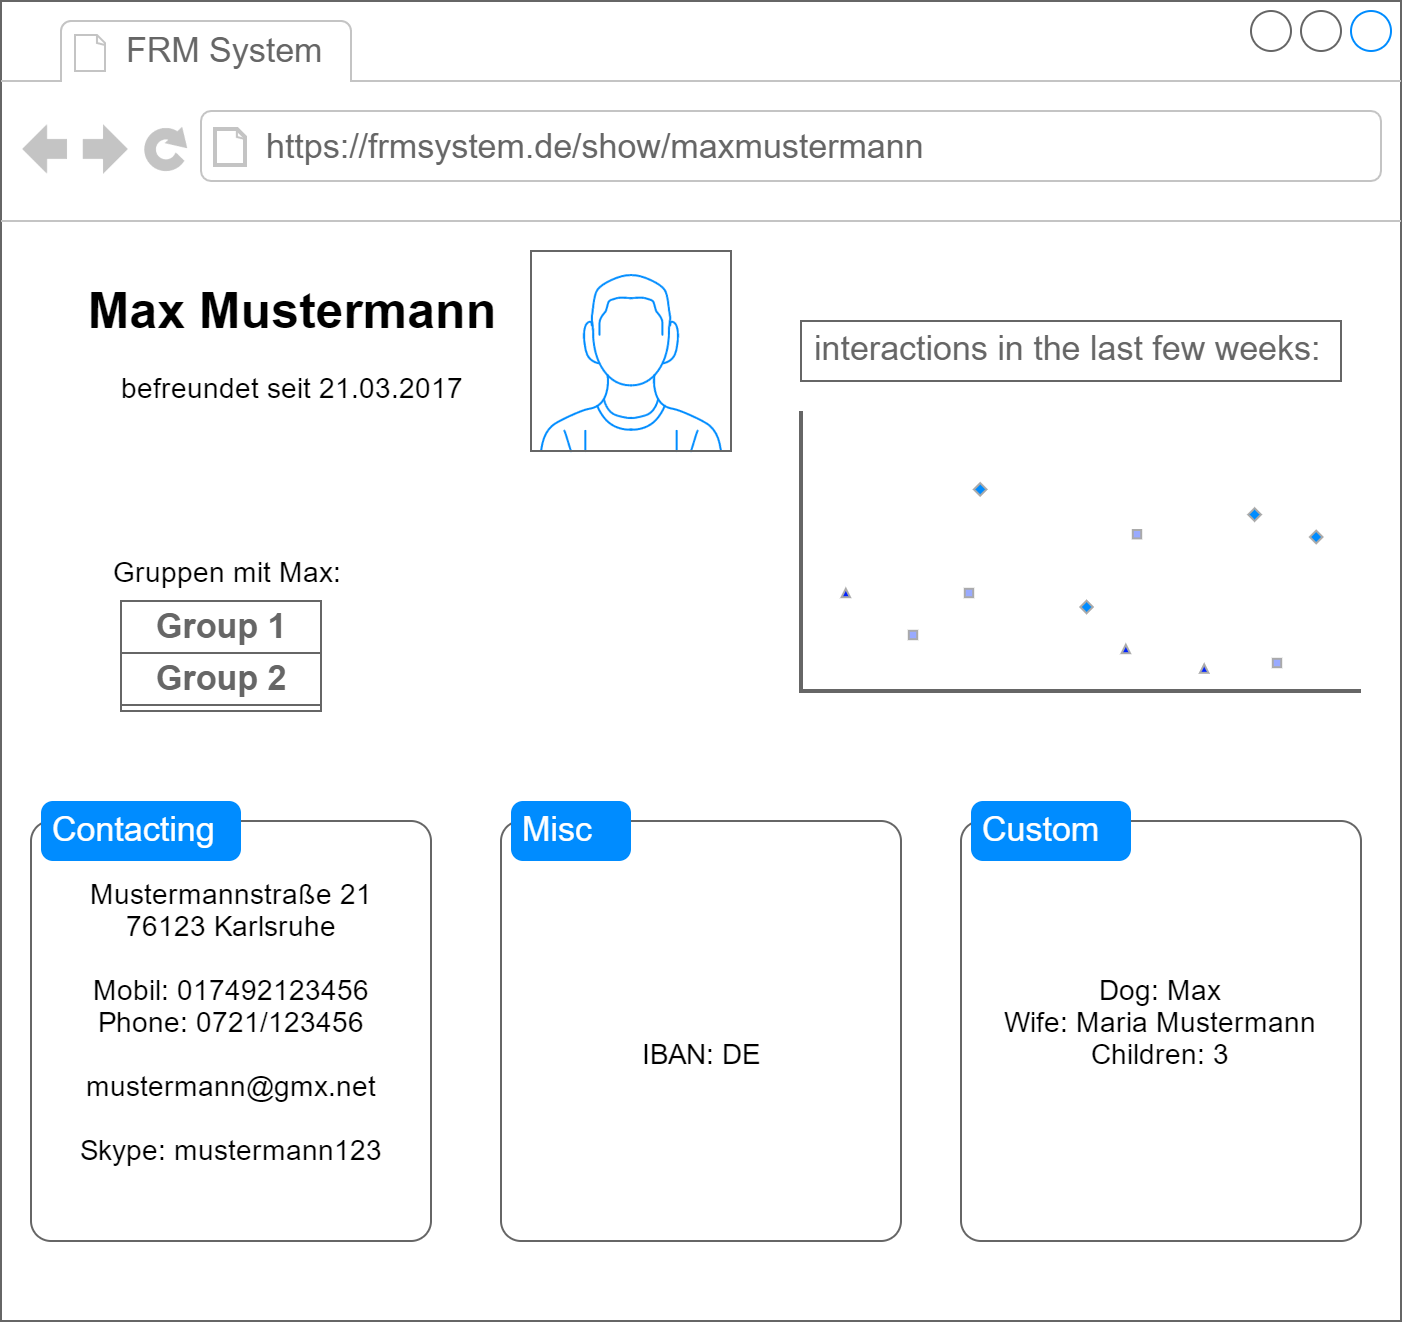 FRM System
https://frmsystem.de/show/maxmustermann
Max Mustermann
befreundet seit 21.03.2017
interactions in the last few weeks:
Gruppen mit Max:
Group 1
Group 2
Contacting
Mustermannstraße 21
76123 Karlsruhe
Mobil: 017492123456
Phone: 0721/123456
mustermann@gmx.net
Skype: mustermann123
Misc
IBAN: DE
Custom
Dog: Max
Wife: Maria Mustermann
Children: 3